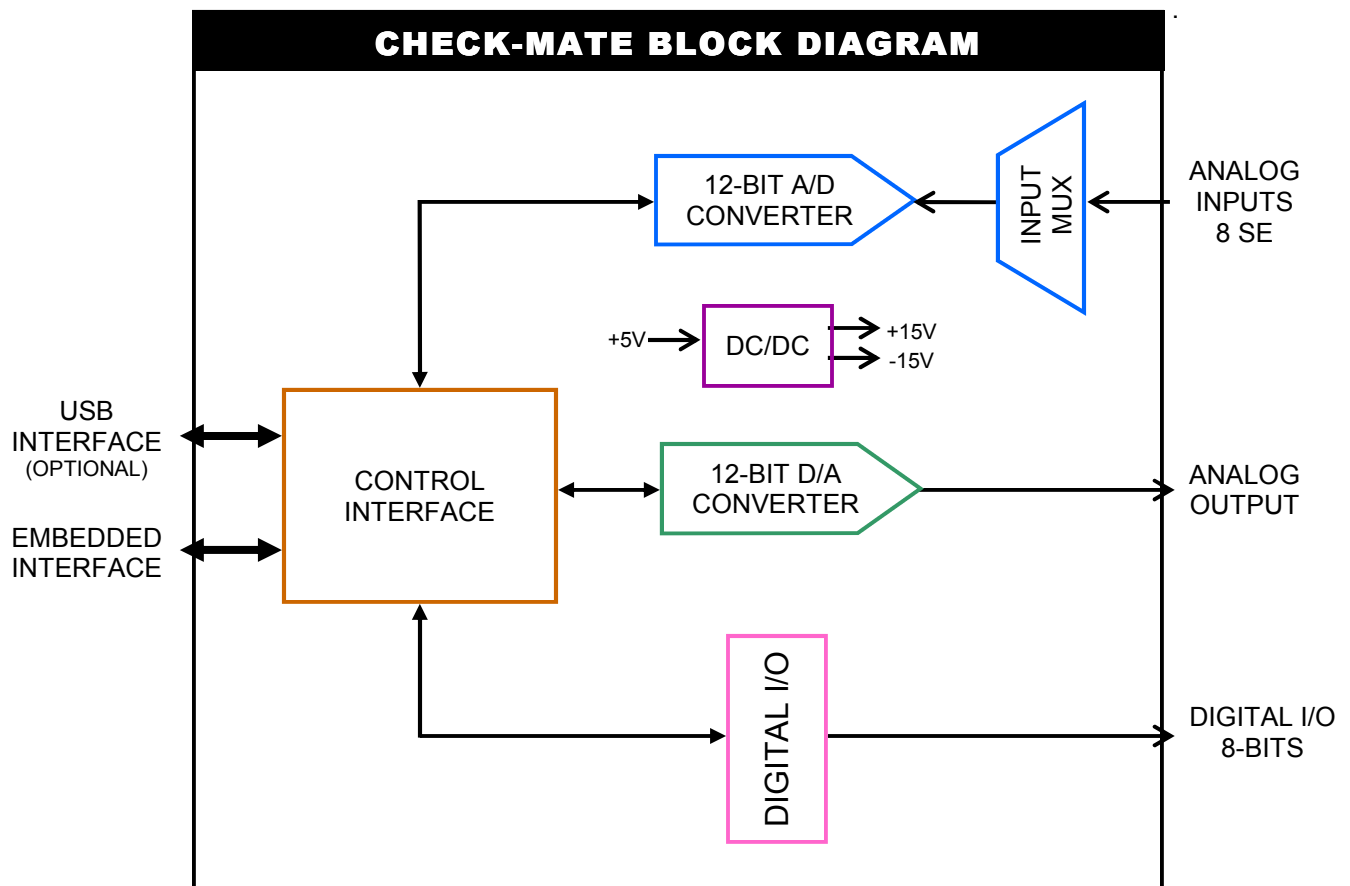 CHECK-MATE BLOCK DIAGRAM
12-BIT A/D
CONVERTER
INPUT
MUX
ANALOG
INPUTS
8 SE
+5V
DC/DC
+15V
-15V
USB
INTERFACE
(OPTIONAL)
EMBEDDED
INTERFACE
CONTROL
INTERFACE
12-BIT D/A
CONVERTER
ANALOG
OUTPUT
DIGITAL I/O
DIGITAL I/O
8-BITS